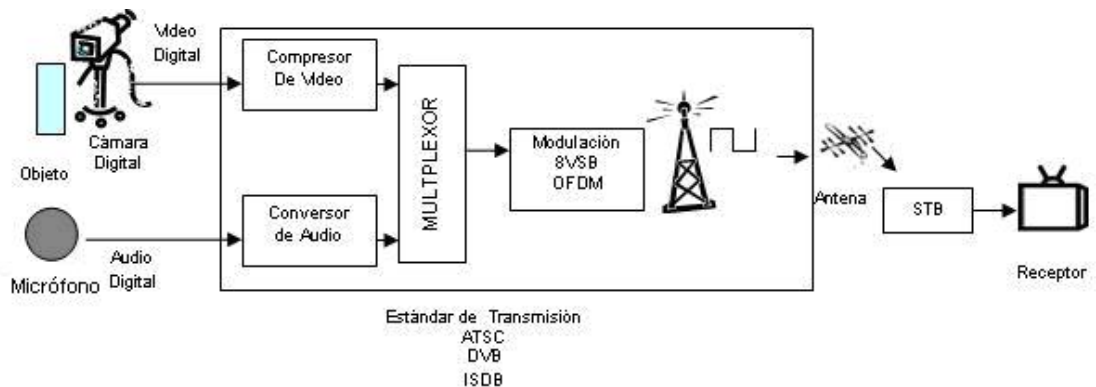 Video
Digital
Cámara
Digital
Objeto
Micrófono
Audio
Digital
Compresor
De Video
Conversor
de Audio
MULTPLEXOR
Modulación
8VSB
OFDM
Antena
STB
Receptor
Estándar de Transmisión
ATSC
DVB
ISDB